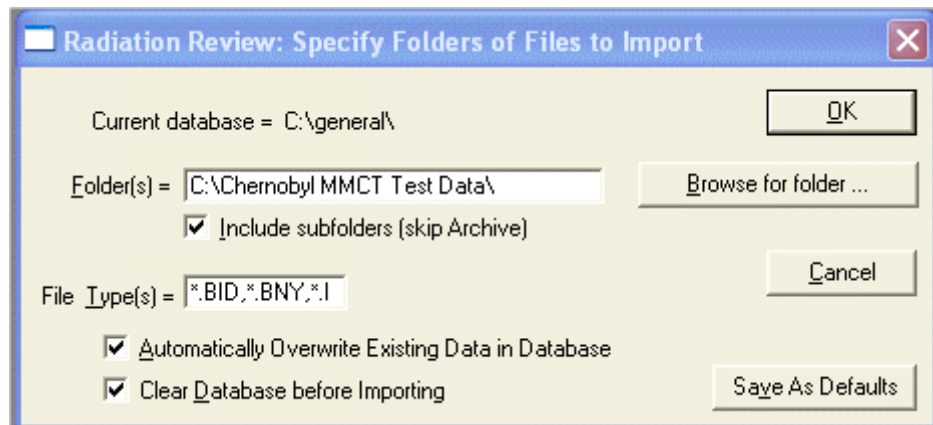 Radiation Review: Specify Folders of Files to Import
Current database = C:\general\
OK
Folder(s) = C:\Chernobyl MMCT Test Data\
Browse for folder ...
Include subfolders (skip Archive)
Cancel
File Type(s) = *.BID,*.BNY,*.I
Automatically Overwrite Existing Data in Database
Clear Database before Importing
Save As Defaults